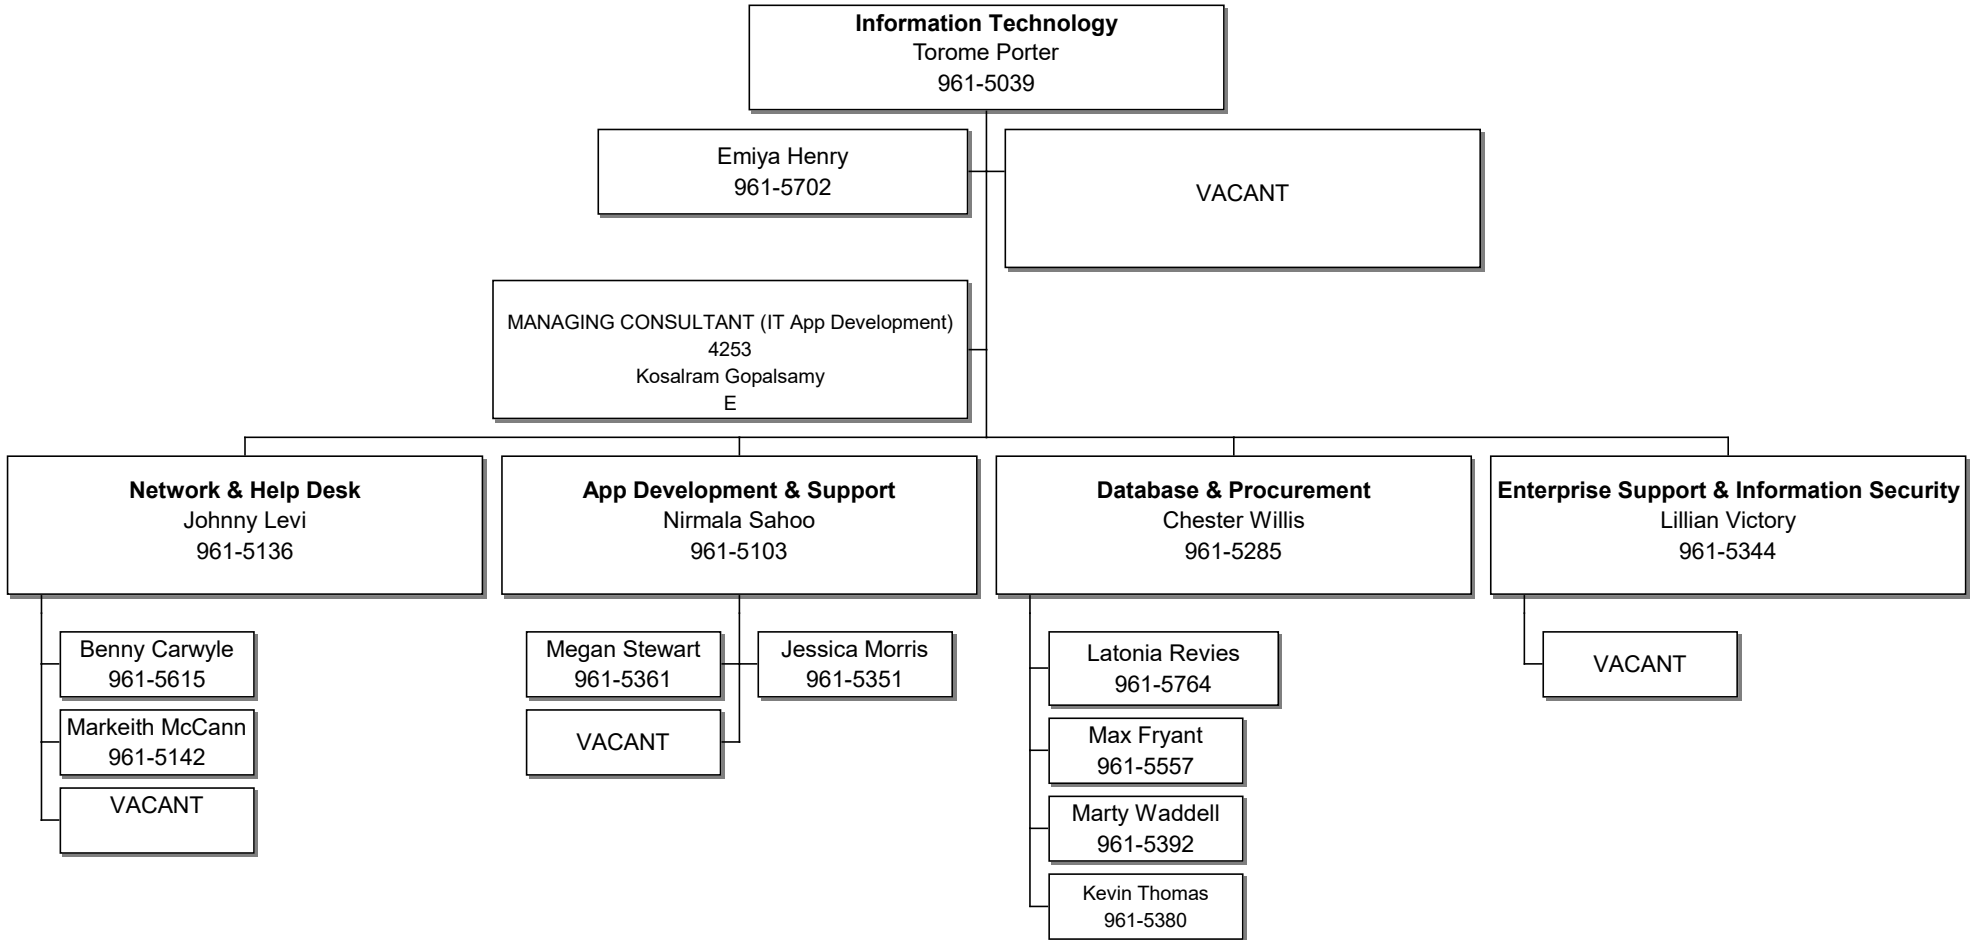 Information Technology
Torome Porter
961-5039
Emiya Henry
961-5702
VACANT
MANAGING CONSULTANT (IT App Development)
4253
Kosalram Gopalsamy
E
Network & Help Desk
Johnny Levi
961-5136
App Development & Support
Nirmala Sahoo
961-5103
Database & Procurement
Chester Willis
961-5285
Enterprise Support & Information Security
Lillian Victory
961-5344
Benny Carwyle
961-5615
Markeith McCann
961-5142
VACANT
Megan Stewart
961-5361
Jessica Morris
961-5351
VACANT
Latonia Revies
961-5764
Max Fryant
961-5557
Marty Waddell
961-5392
Kevin Thomas
961-5380
VACANT